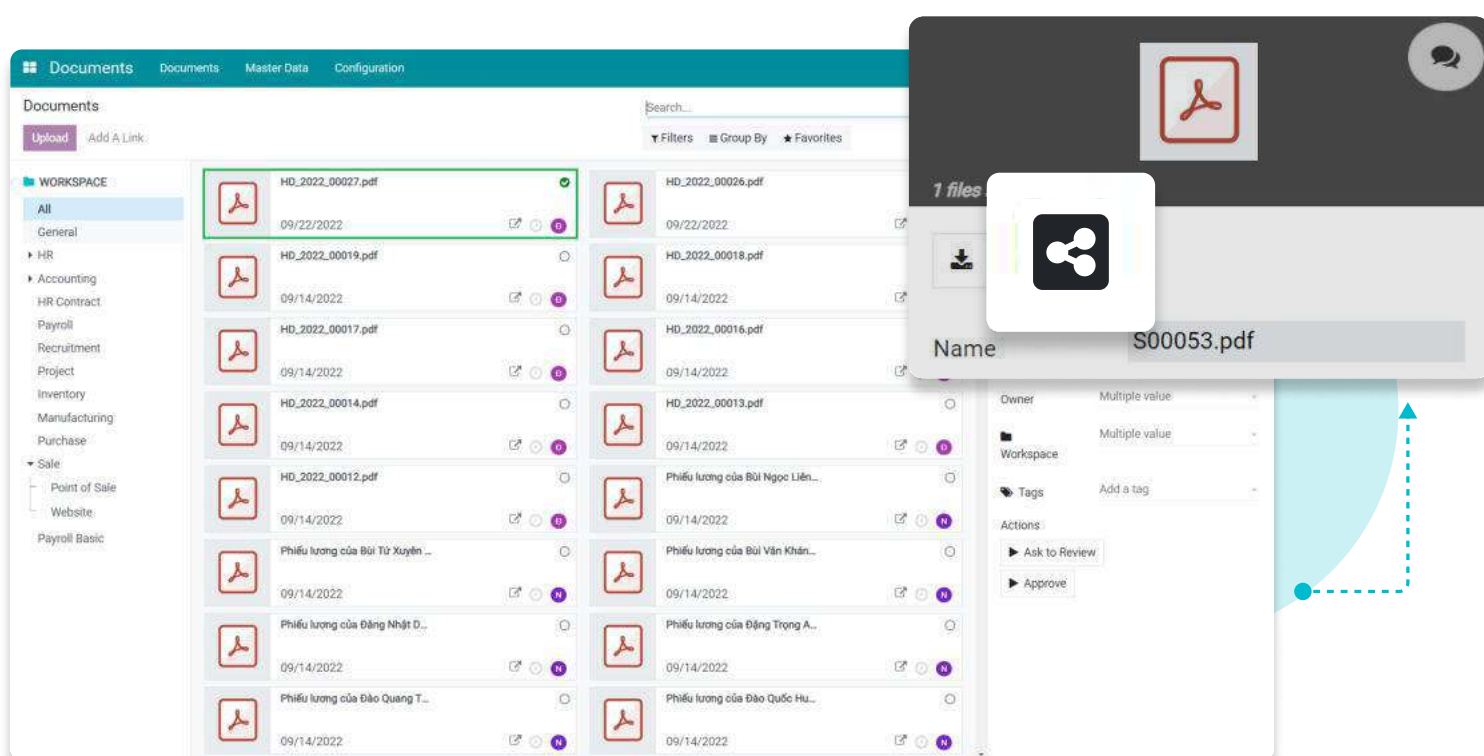 Documents Documents Master Data Configuration
Documents
Search...
Upload Add A Link
Filters Group By Favorites
WORKSPACE
All
General
HR
Accounting
HR Contract
Payroll
Recruitment
Project
Inventory
Manufacturing
Purchase
Sale
Point of Sale
Website
Payroll Basic
HD_2022_00027.pdf
09/22/2022
Đ
HD_2022_00026.pdf
09/22/2022
HD_2022_00019.pdf
09/14/2022
Đ
HD_2022_00018.pdf
09/14/2022
HD_2022_00017.pdf
09/14/2022
Đ
HD_2022_00016.pdf
09/14/2022
HD_2022_00014.pdf
09/14/2022
Đ
HD_2022_00013.pdf
09/14/2022
Đ
HD_2022_00012.pdf
09/14/2022
Đ
Phiếu lương của Bùi Ngọc Liên...
09/14/2022
N
Phiếu lương của Bùi Tử Xuyên ...
09/14/2022
N
Phiếu lương của Bùi Văn Khán...
09/14/2022
N
Phiếu lương của Đăng Nhật D...
09/14/2022
N
Phiếu lương của Đặng Trọng A...
09/14/2022
N
Phiếu lương của Đào Quang T...
09/14/2022
N
Phiếu lương của Đào Quốc Hu...
09/14/2022
N
1 files
Name S00053.pdf
Owner Multiple value
Workspace Multiple value
Tags Add a tag
Actions
Ask to Review
Approve